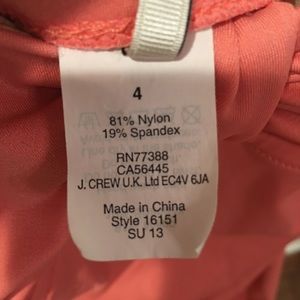 4
81% Nylon
19% Spandex
RN77388
CA56445
J. CREW U.K. Ltd EC4V 6JA
Made in China
Style 16151
SU 13